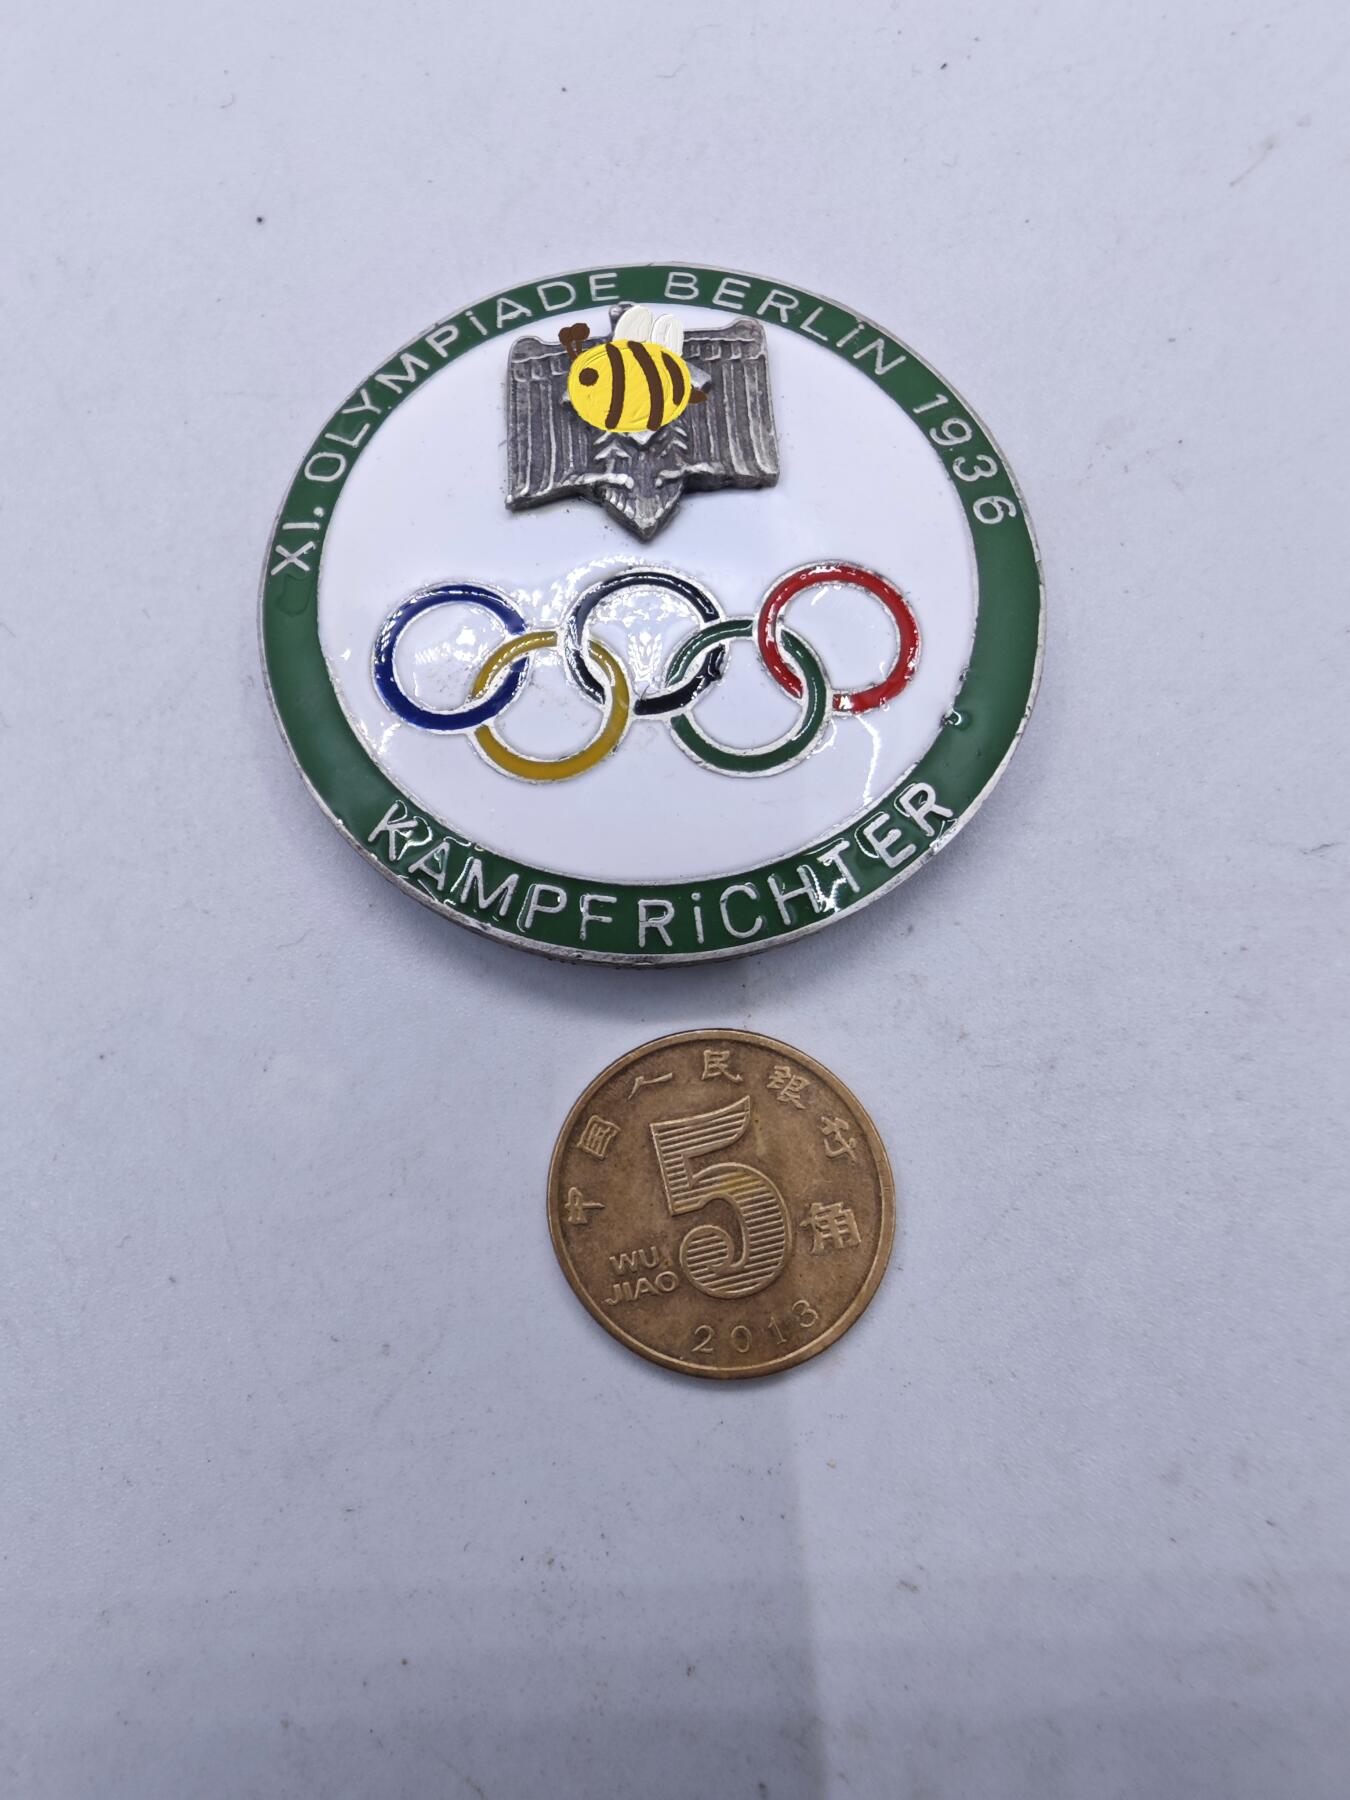 XI. OLYMPiADE BERLiN 1936
KAMPFRiCHTER
中国人民银行
5角
WU
JIAO
2013